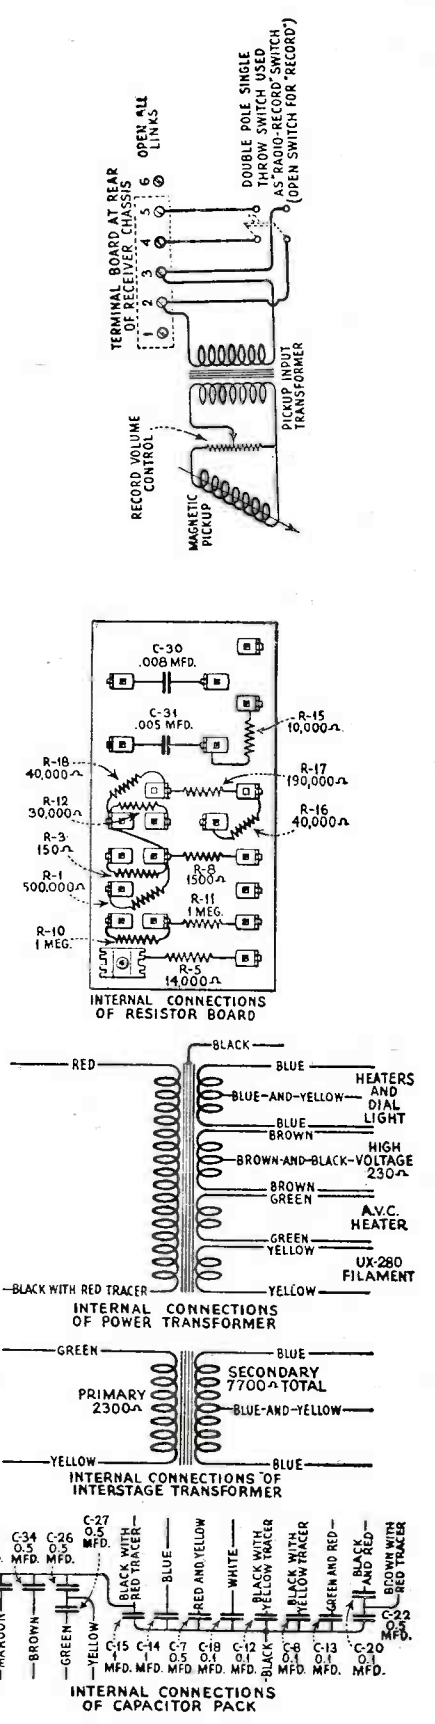 TERMINAL BOARD AT REAR
OF RECEIVER CHASSIS
1 2 3 4 5 6
OPEN ALL
LINKS
DOUBLE POLE SINGLE
THROW SWITCH USED
AS "RADIO-RECORD" SWITCH
(OPEN SWITCH FOR "RECORD")
RECORD VOLUME
CONTROL
MAGNETIC
PICKUP
PICKUP INPUT
TRANSFORMER
C-30
.008 MFD.
C-31
.005 MFD.
R-15
10,000Ω
R-18
40,000Ω
R-17
190,000Ω
R-12
30,000Ω
R-16
40,000Ω
R-3
150Ω
R-8
1500Ω
R-1
500,000Ω
R-11
1 MEG.
R-10
1 MEG.
R-5
14,000Ω
INTERNAL CONNECTIONS
OF RESISTOR BOARD
BLACK
RED
BLUE
HEATERS
AND
DIAL
LIGHT
BLUE-AND-YELLOW
BLUE
BROWN
HIGH
VOLTAGE
230Ω
BROWN-AND-BLACK
BROWN
GREEN
A.V.C.
HEATER
GREEN
YELLOW
UX-280
FILAMENT
BLACK WITH RED TRACER
YELLOW
INTERNAL CONNECTIONS
OF POWER TRANSFORMER
GREEN
BLUE
PRIMARY
2300Ω
SECONDARY
7700Ω TOTAL
BLUE-AND-YELLOW
YELLOW
BLUE
INTERNAL CONNECTIONS OF
INTERSTAGE TRANSFORMER
C-34
0.5
MFD.
C-26
0.5
MFD.
C-27
0.5
MFD.
BLACK WITH
RED TRACER
BLUE
RED AND YELLOW
WHITE
BLACK WITH
YELLOW TRACER
BLACK WITH
YELLOW TRACER
GREEN AND RED
BLACK
AND RED
BROWN WITH
RED TRACER
MAROON
BROWN
GREEN
YELLOW
BLACK
C-15
1
MFD.
C-14
1
MFD.
C-7
0.5
MFD.
C-18
0.1
MFD.
C-12
0.1
MFD.
C-8
0.1
MFD.
C-13
0.1
MFD.
C-20
0.1
MFD.
C-22
0.5
MFD.
INTERNAL CONNECTIONS
OF CAPACITOR PACK